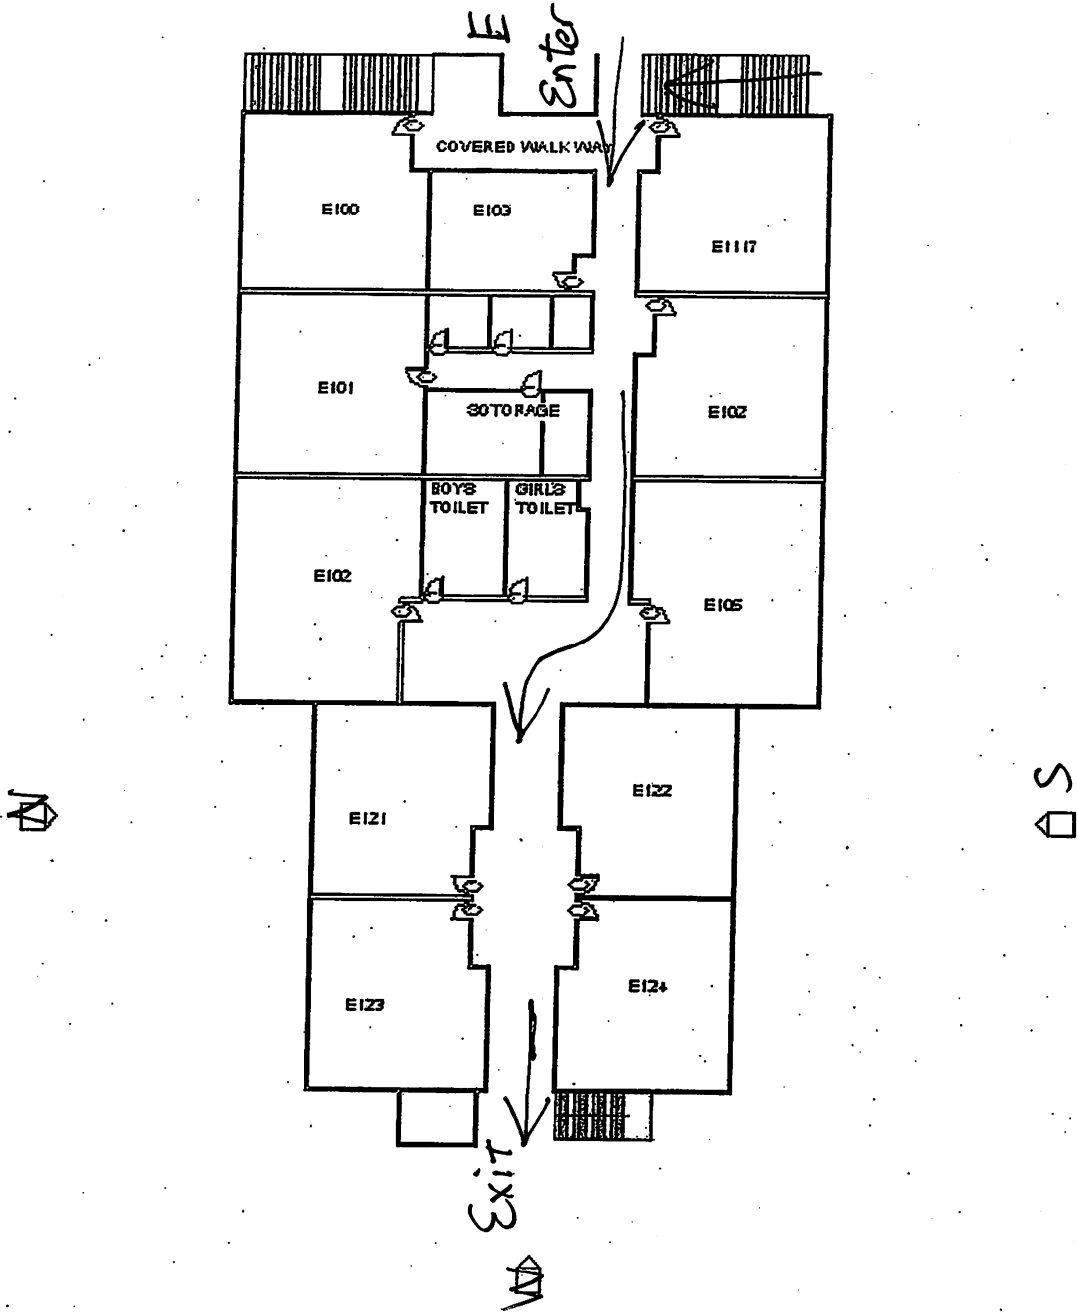 E
Enter
COVERED WALK WAY
E100
E103
E1117
E101
SOTORAGE
E102
BOYS
TOILET
GIRLS
TOILET
E102
E105
E121
E122
N
S
E123
E124
Exit
W